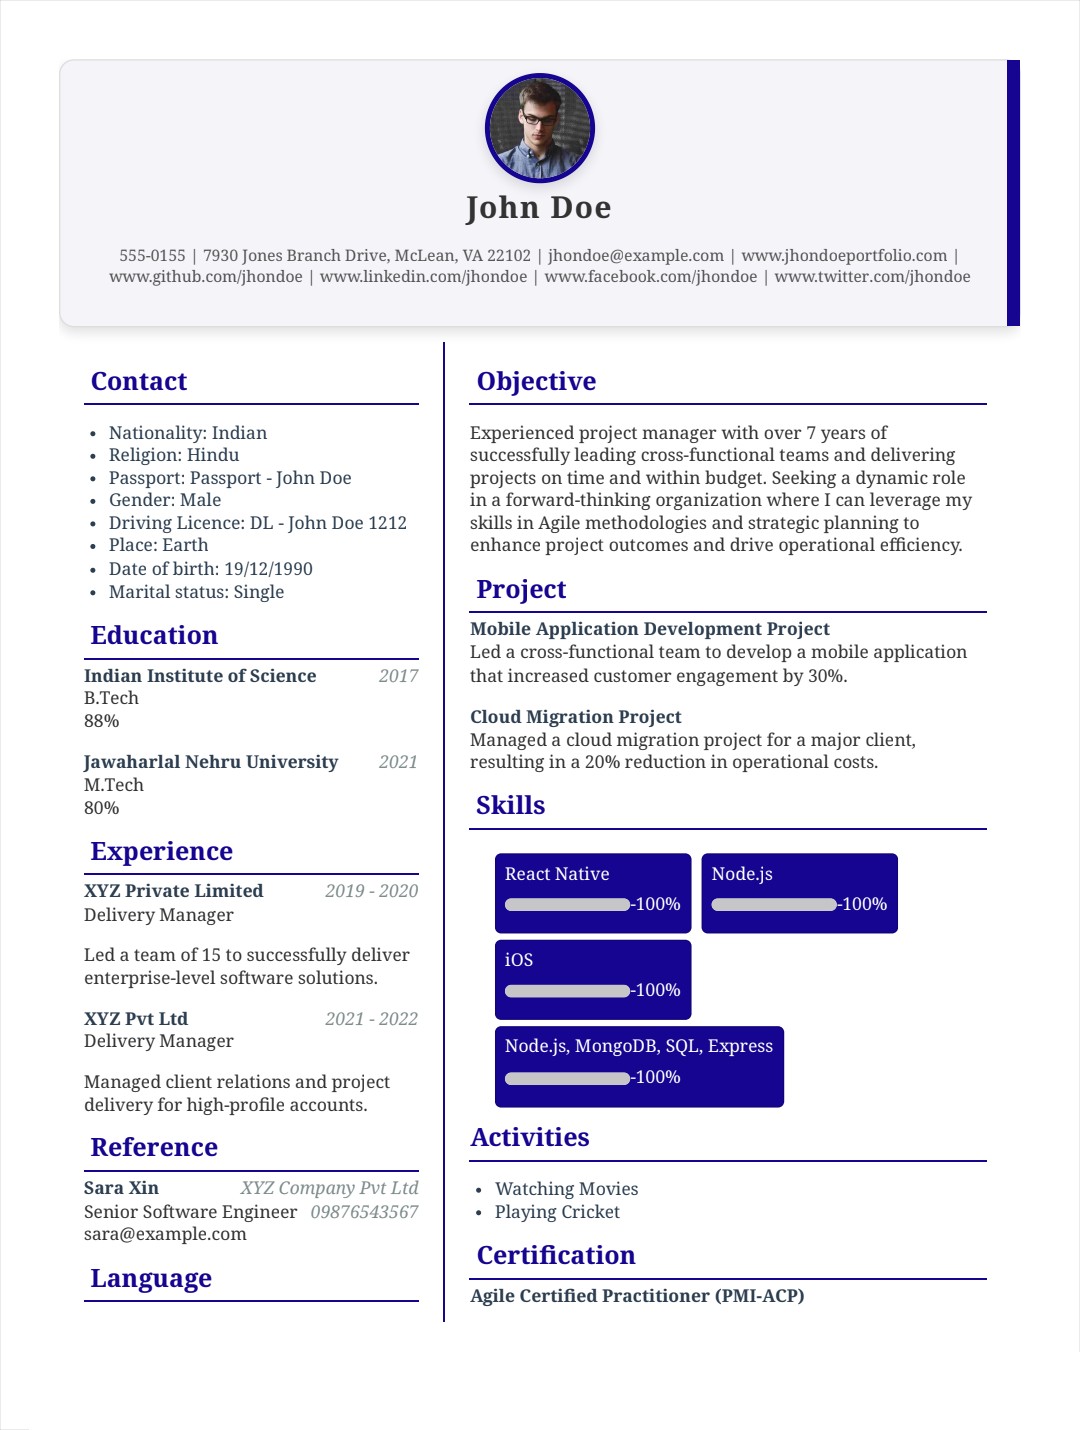 John Doe
555-0155 | 7930 Jones Branch Drive, McLean, VA 22102 | jhondoe@example.com | www.jhondoeportfolio.com |
www.github.com/jhondoe | www.linkedin.com/jhondoe | www.facebook.com/jhondoe | www.twitter.com/jhondoe
Contact
• Nationality: Indian
• Religion: Hindu
• Passport: Passport - John Doe
• Gender: Male
• Driving Licence: DL - John Doe 1212
• Place: Earth
• Date of birth: 19/12/1990
• Marital status: Single
Education
Indian Institute of Science 2017
B.Tech
88%
Jawaharlal Nehru University 2021
M.Tech
80%
Experience
XYZ Private Limited 2019 - 2020
Delivery Manager
Led a team of 15 to successfully deliver
enterprise-level software solutions.
XYZ Pvt Ltd 2021 - 2022
Delivery Manager
Managed client relations and project
delivery for high-profile accounts.
Reference
Sara Xin XYZ Company Pvt Ltd
Senior Software Engineer 09876543567
sara@example.com
Language
Objective
Experienced project manager with over 7 years of
successfully leading cross-functional teams and delivering
projects on time and within budget. Seeking a dynamic role
in a forward-thinking organization where I can leverage my
skills in Agile methodologies and strategic planning to
enhance project outcomes and drive operational efficiency.
Project
Mobile Application Development Project
Led a cross-functional team to develop a mobile application
that increased customer engagement by 30%.
Cloud Migration Project
Managed a cloud migration project for a major client,
resulting in a 20% reduction in operational costs.
Skills
React Native
-100%
Node.js
-100%
iOS
-100%
Node.js, MongoDB, SQL, Express
-100%
Activities
• Watching Movies
• Playing Cricket
Certification
Agile Certified Practitioner (PMI-ACP)